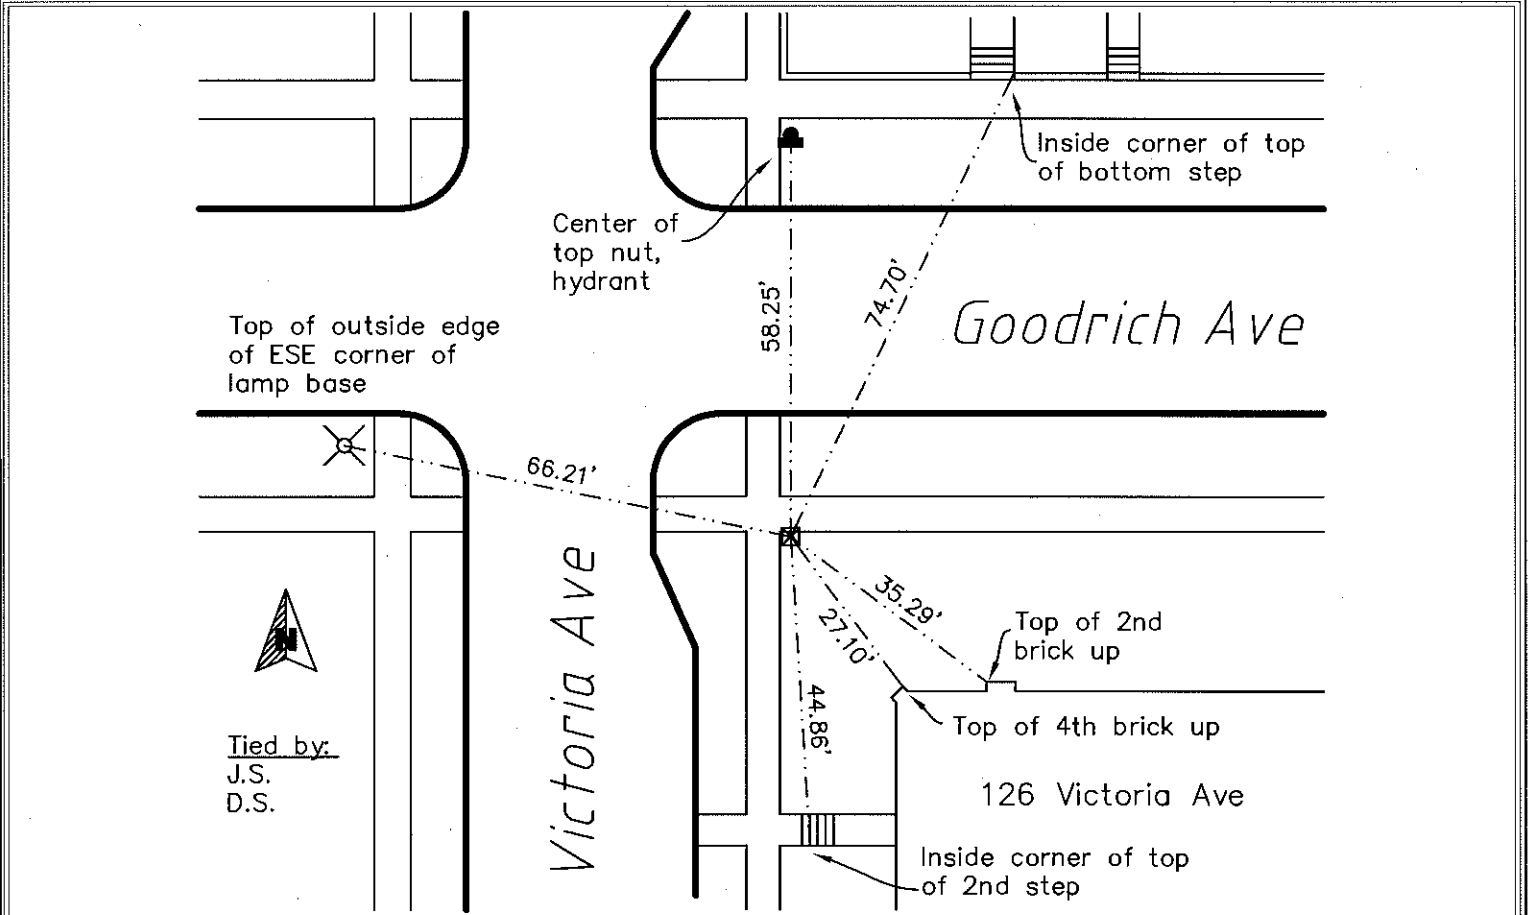 Inside corner of top
of bottom step
Center of
top nut,
hydrant
58.25'
74.70'
Goodrich Ave
Top of outside edge
of ESE corner of
lamp base
66.21'
Victoria Ave
35.29'
27.10'
44.86'
Top of 2nd
brick up
Top of 4th brick up
N
Tied by:
J.S.
D.S.
126 Victoria Ave
Inside corner of top
of 2nd step